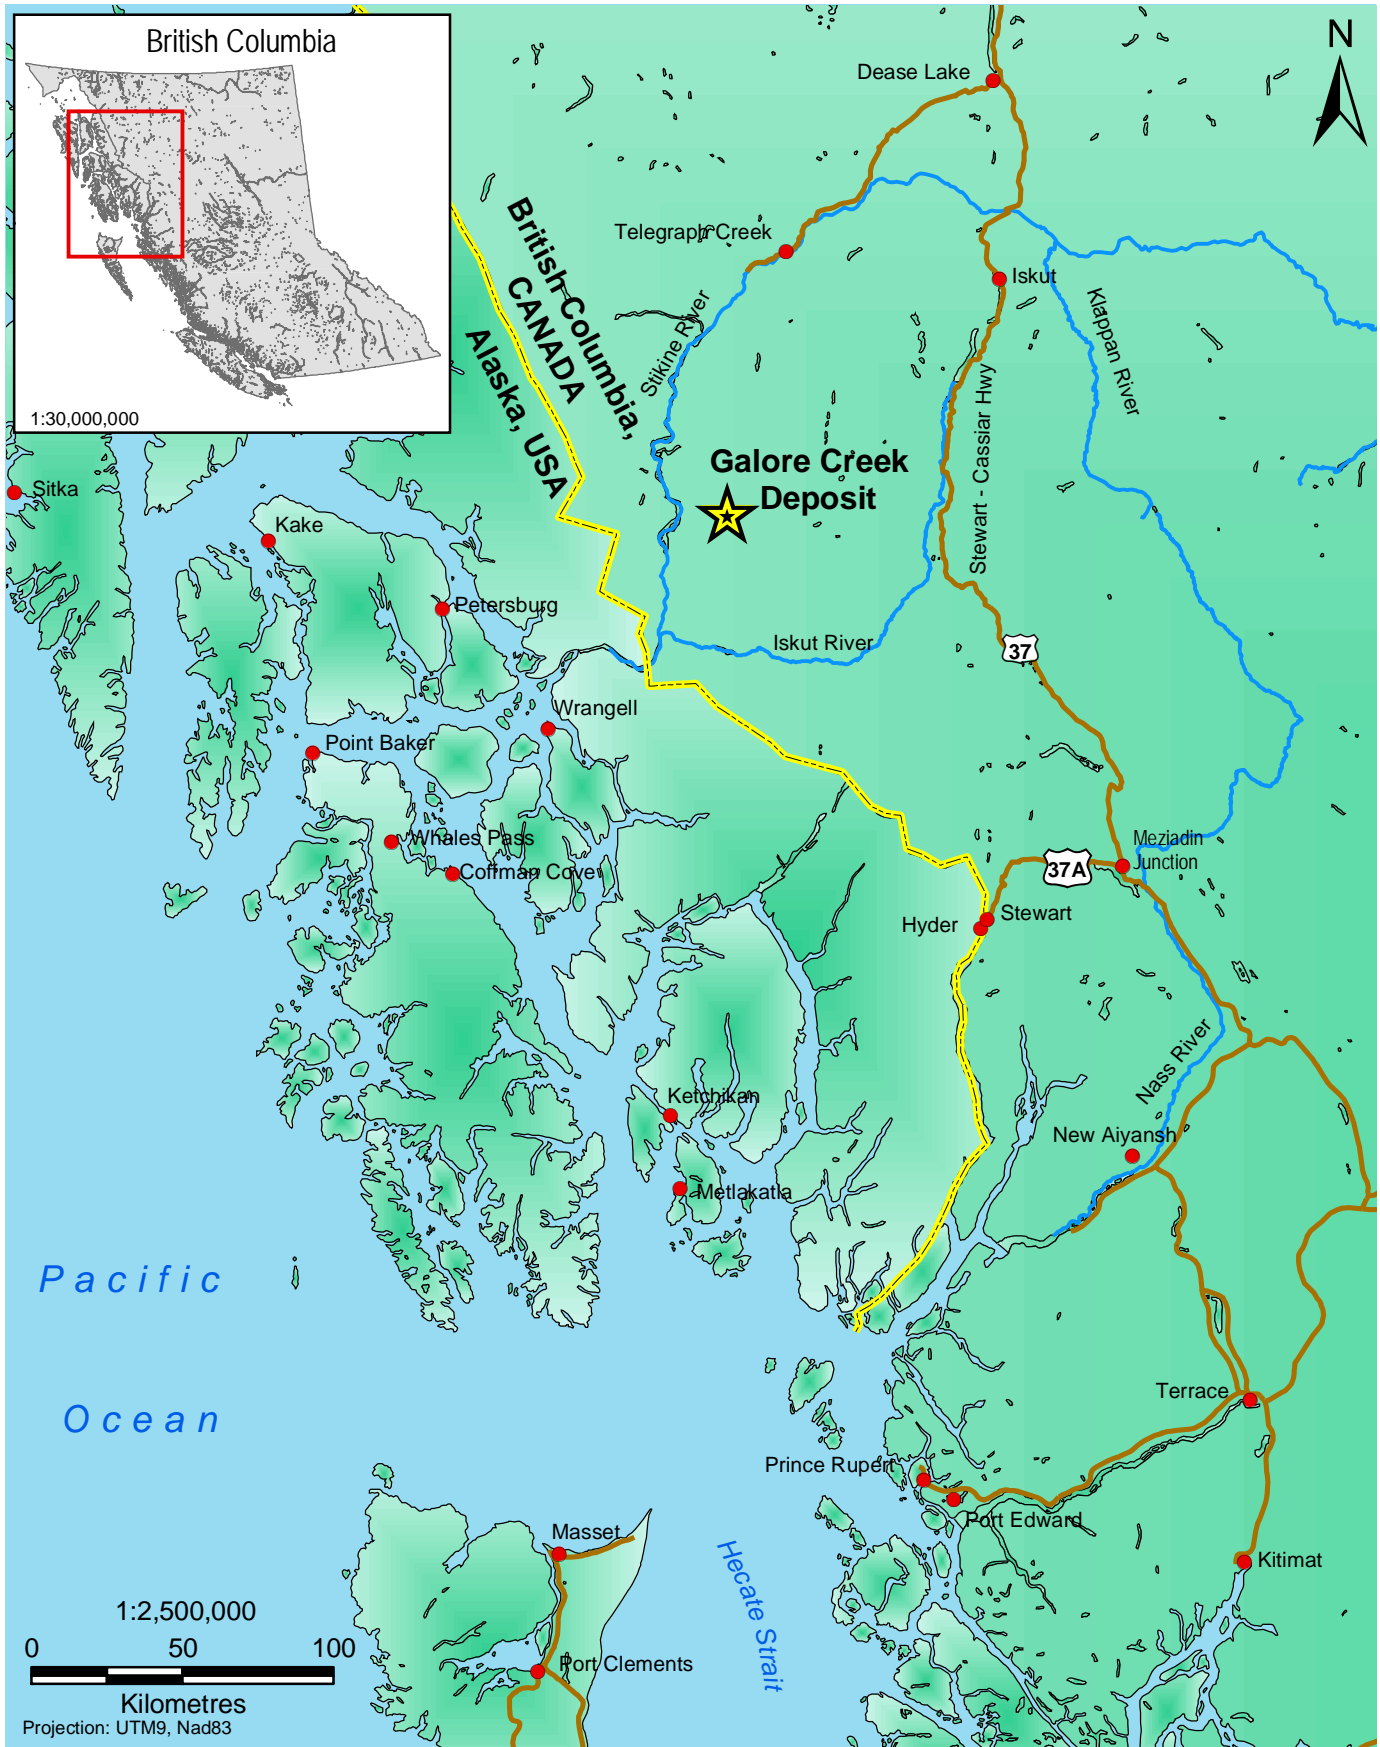 British Columbia
1:30,000,000
N
Dease Lake
Telegraph Creek
Iskut
British Columbia,
CANADA
Alaska, USA
Stikine River
Klappan River
Stewart - Cassiar Hwy
Galore Creek
Deposit
Sitka
Kake
Petersburg
Iskut River
37
Wrangell
Point Baker
Whales Pass
Coffman Cove
Meziadin
Junction
37A
Hyder
Stewart
Nass River
Ketchikan
New Aiyansh
Metlakatla
Pacific
Ocean
Terrace
Prince Rupert
Port Edward
Masset
Hecate Strait
Kitimat
Port Clements
1:2,500,000
0 50 100
Kilometres
Projection: UTM9, Nad83